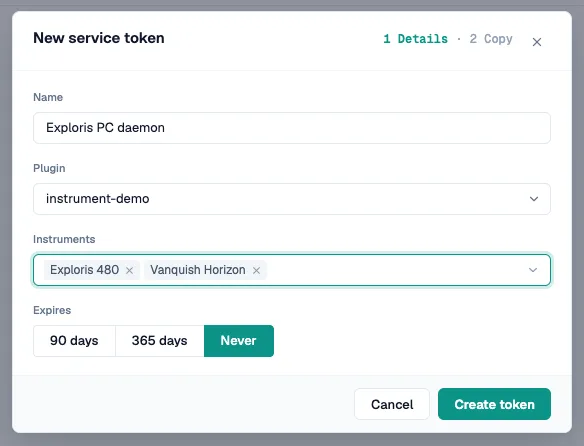 New service token
1 Details · 2 Copy
Name
Exploris PC daemon
Plugin
instrument-demo
Instruments
Exploris 480 × Vanquish Horizon ×
Expires
90 days 365 days Never
Cancel Create token